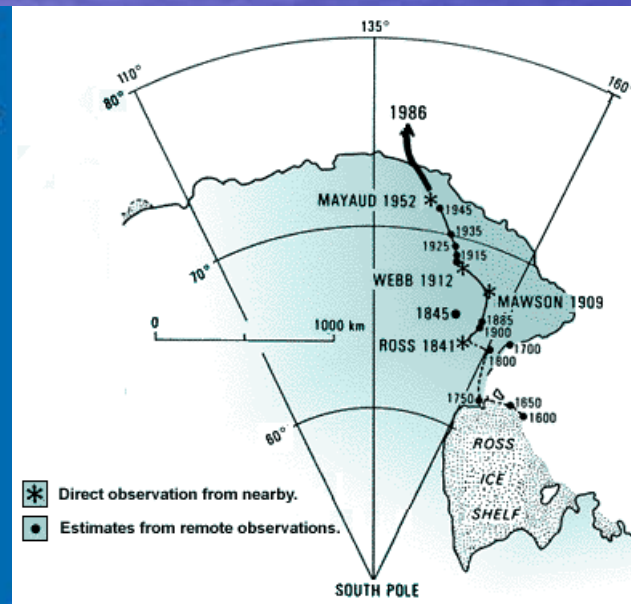 135°
110°
160°
80°
1986
MAYAUD 1952
1945
1935
1925
1915
70°
WEBB 1912
MAWSON 1909
1845
1885
1900
0
1000 km
ROSS 1841
1700
1800
1750
1650
1600
60°
ROSS
ICE
SHELF
Direct observation from nearby.
Estimates from remote observations.
SOUTH POLE